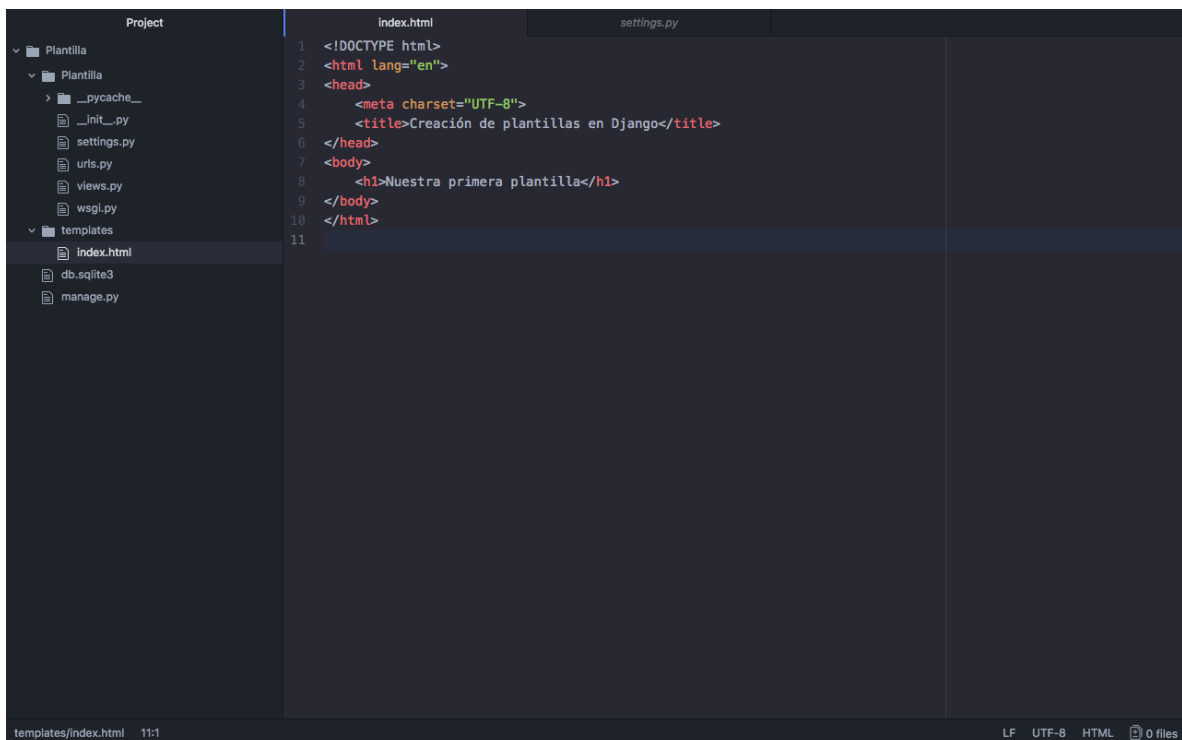 Project
Plantilla
Plantilla
__pycache__
__init__.py
settings.py
urls.py
views.py
wsgi.py
templates
index.html
db.sqlite3
manage.py
index.html
settings.py
1 <!DOCTYPE html>
2 <html lang="en">
3 <head>
4     <meta charset="UTF-8">
5     <title>Creación de plantillas en Django</title>
6 </head>
7 <body>
8     <h1>Nuestra primera plantilla</h1>
9 </body>
10 </html>
11
templates/index.html 11:1
LF UTF-8 HTML 0 files